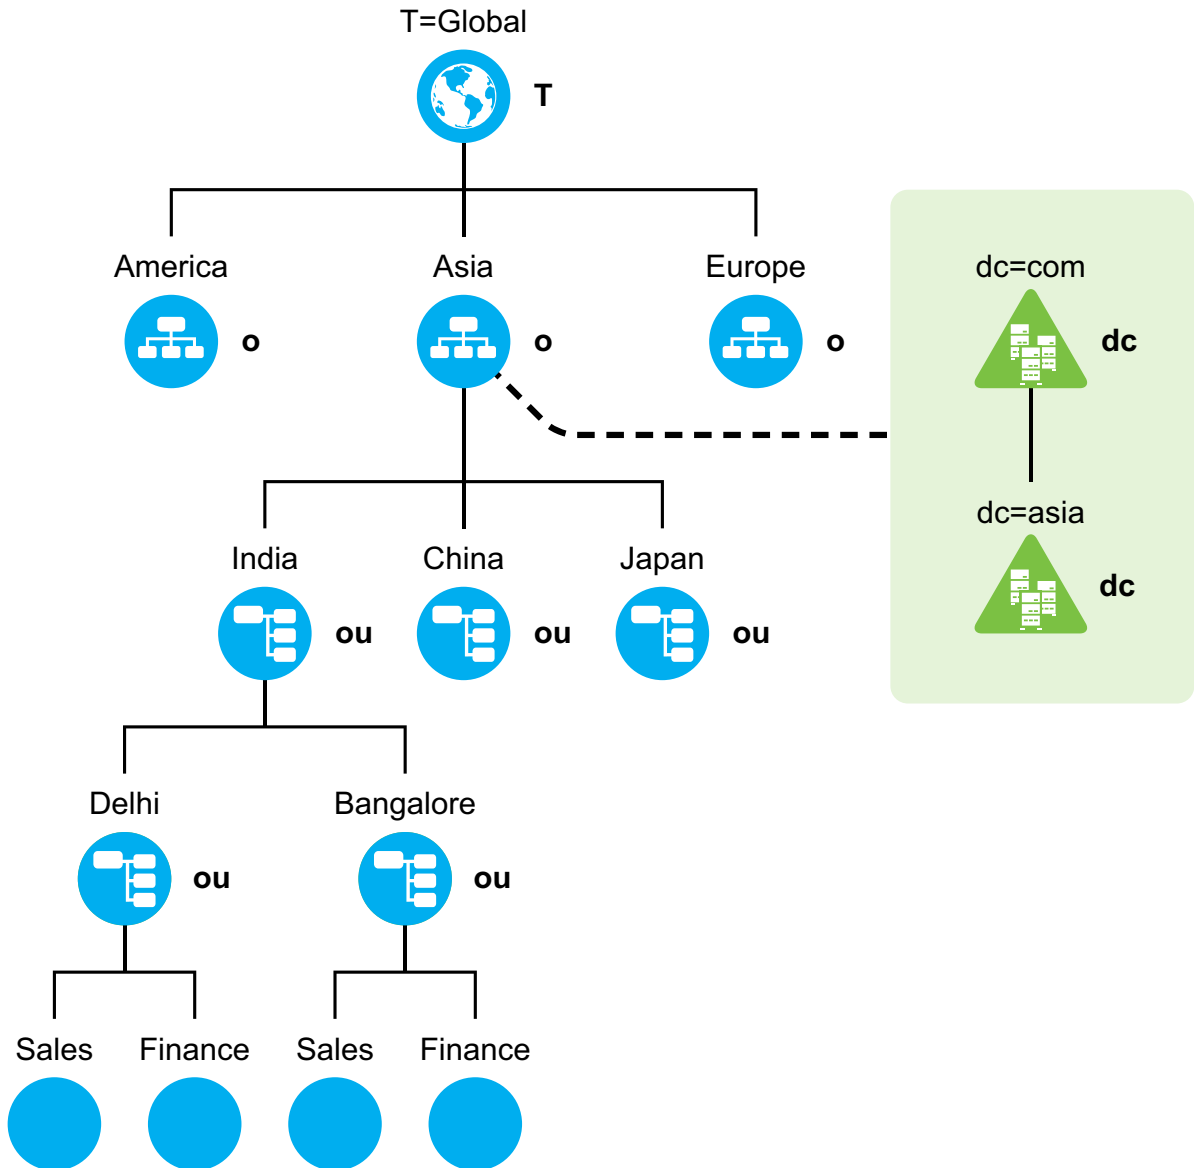 T=Global
T
America
Asia
Europe
dc=com
o
o
o
dc
dc=asia
India
China
Japan
dc
ou
ou
ou
Delhi
Bangalore
ou
ou
Sales
Finance
Sales
Finance